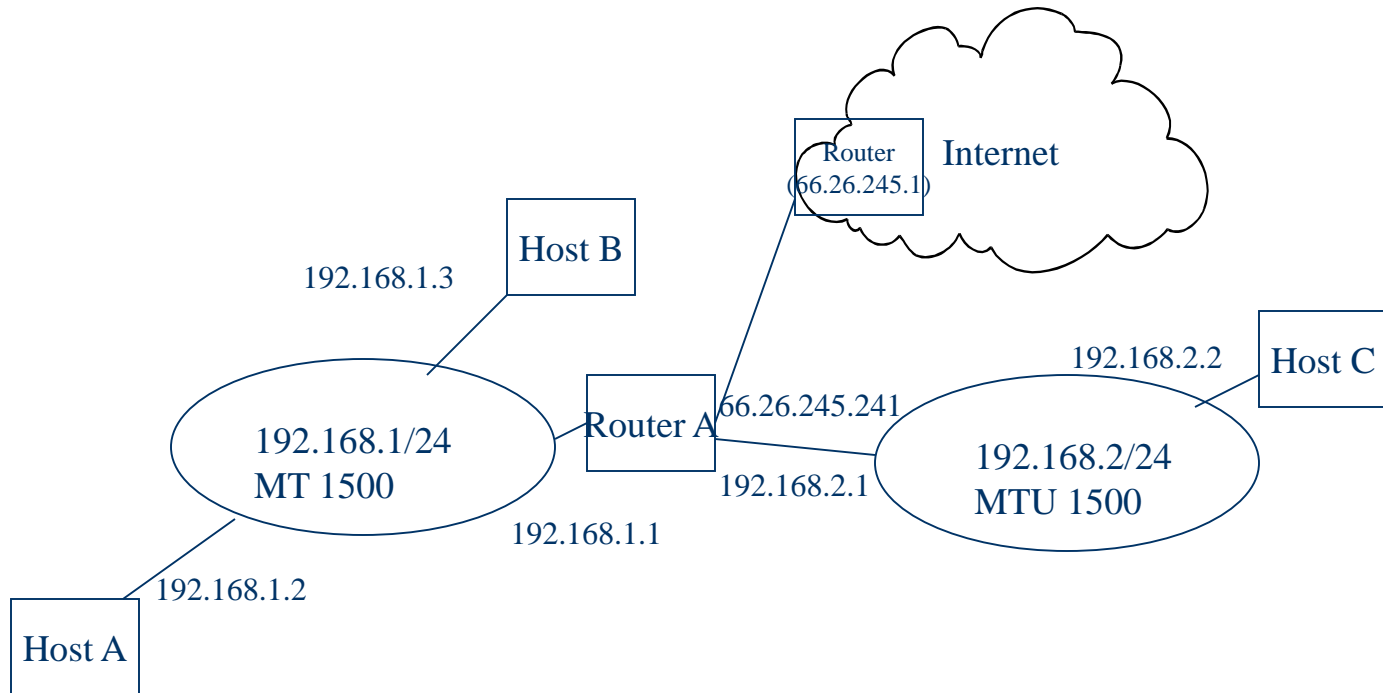 Router
(66.26.245.1)
Internet
Host B
192.168.1.3
192.168.2.2
Host C
66.26.245.241
Router A
192.168.1/24
MT 1500
192.168.2/24
MTU 1500
192.168.2.1
192.168.1.1
192.168.1.2
Host A